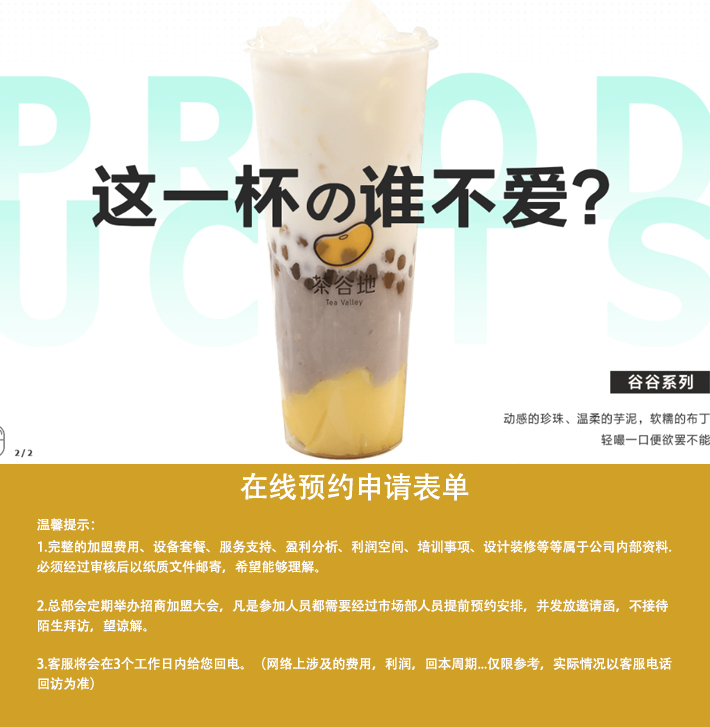 PROD
UCTS
这一杯の谁不爱?
茶谷地
Tea Valley
谷谷系列
动感的珍珠、温柔的芋泥，软糯的布丁
轻嘬一口便欲罢不能
2/2
在线预约申请表单
温馨提示：
1.完整的加盟费用、设备套餐、服务支持、盈利分析、利润空间、培训事项、设计装修等等属于公司内部资料.
必须经过审核后以纸质文件邮寄，希望能够理解。
2.总部会定期举办招商加盟大会，凡是参加人员都需要经过市场部人员提前预约安排，并发放邀请函，不接待
陌生拜访，望谅解。
3.客服将会在3个工作日内给您回电。（网络上涉及的费用，利润，回本周期...仅限参考，实际情况以客服电话
回访为准）